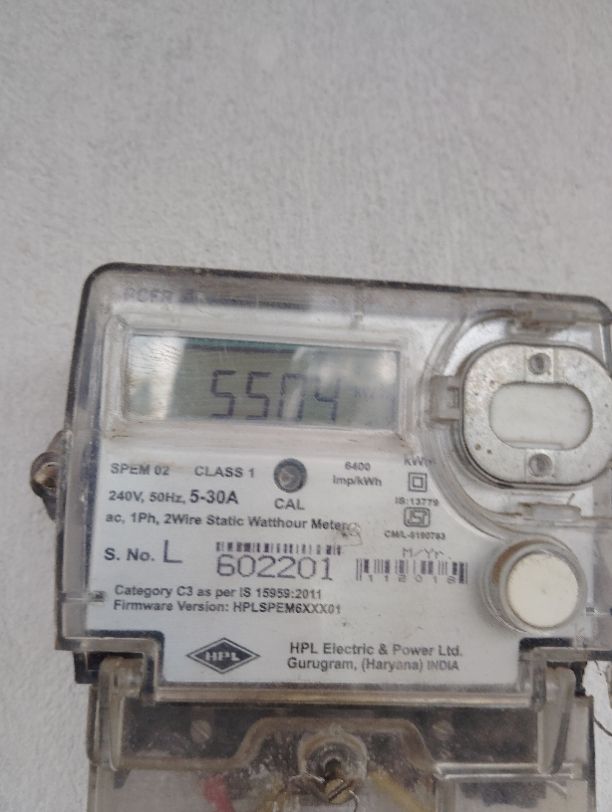 5504
SPEM 02 CLASS 1 6400 kWh
Imp/kWh
240V, 50Hz, 5-30A CAL IS:13779
ac, 1Ph, 2Wire Static Watthour Meter
S. No. L 602201 M/Yr.
112018
Category C3 as per IS 15959:2011
Firmware Version: HPLSPEM6XXX01
HPL HPL Electric & Power Ltd.
Gurugram, (Haryana) INDIA